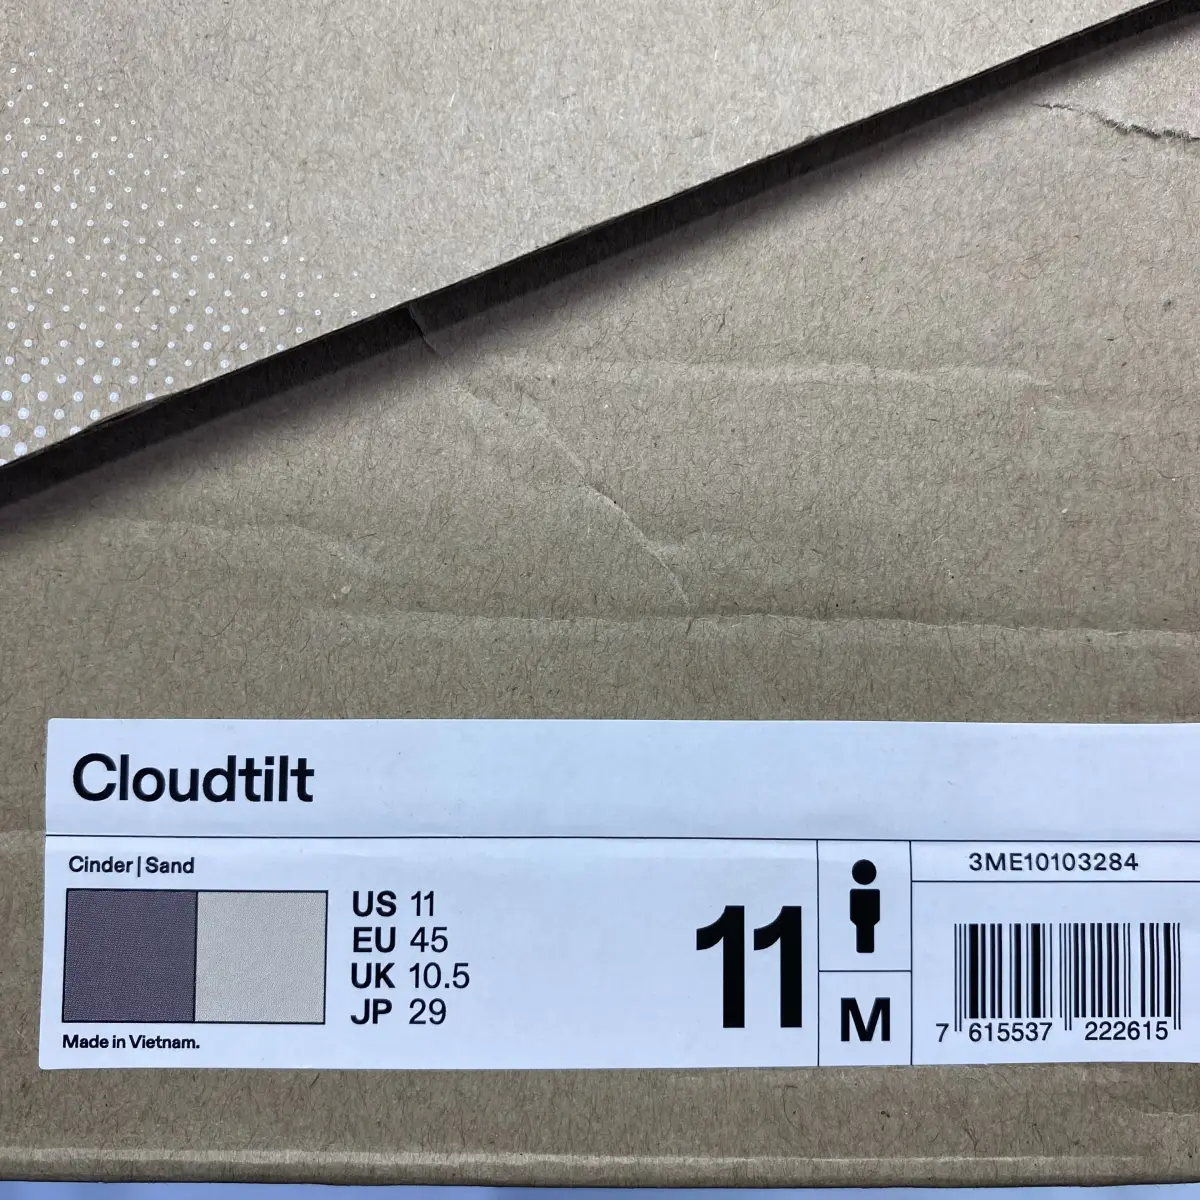 Cloudtilt
Cinder|Sand
US 11
EU 45
UK 10.5
JP 29
Made in Vietnam.
11
M
3ME10103284
7 615537 222615